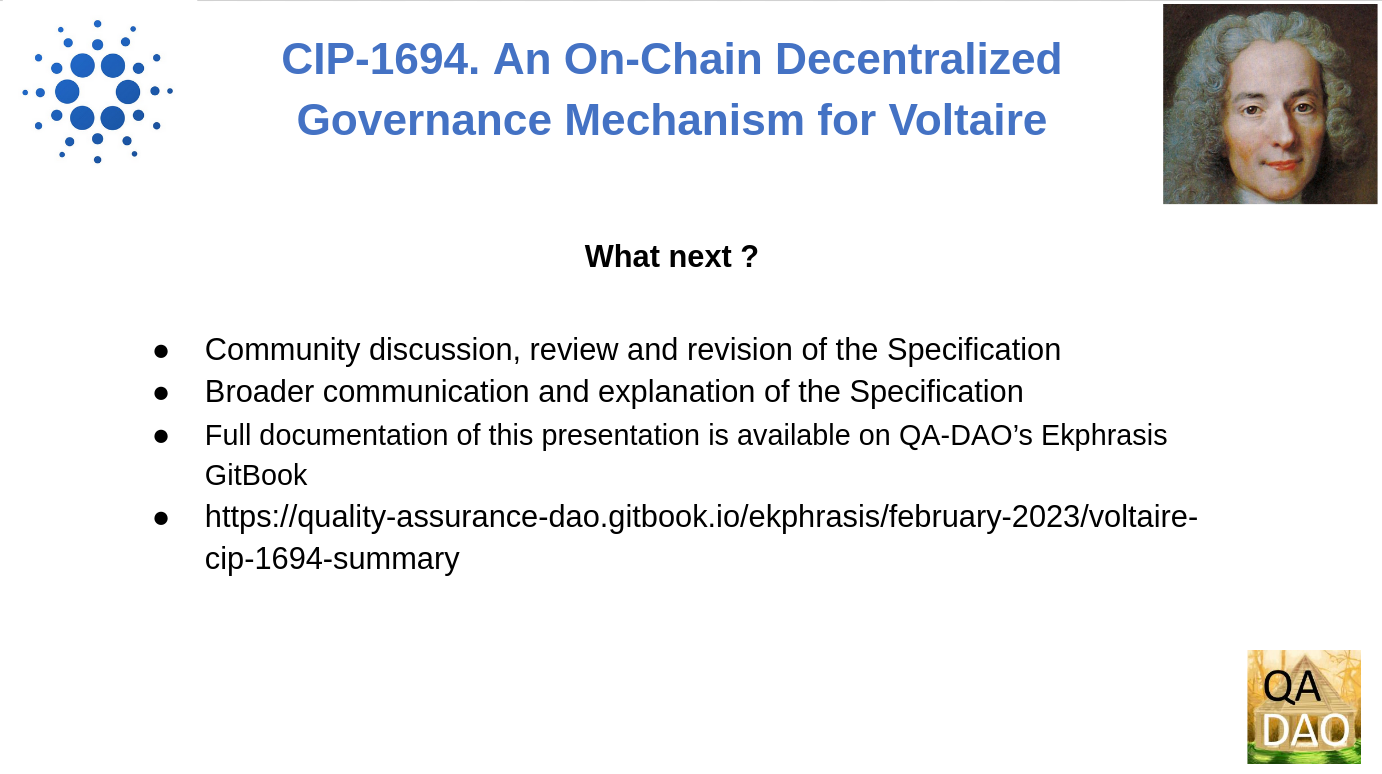 CIP-1694. An On-Chain Decentralized
Governance Mechanism for Voltaire
What next ?
● Community discussion, review and revision of the Specification
● Broader communication and explanation of the Specification
● Full documentation of this presentation is available on QA-DAO’s Ekphrasis
GitBook
● https://quality-assurance-dao.gitbook.io/ekphrasis/february-2023/voltaire-
cip-1694-summary
QA
DAO